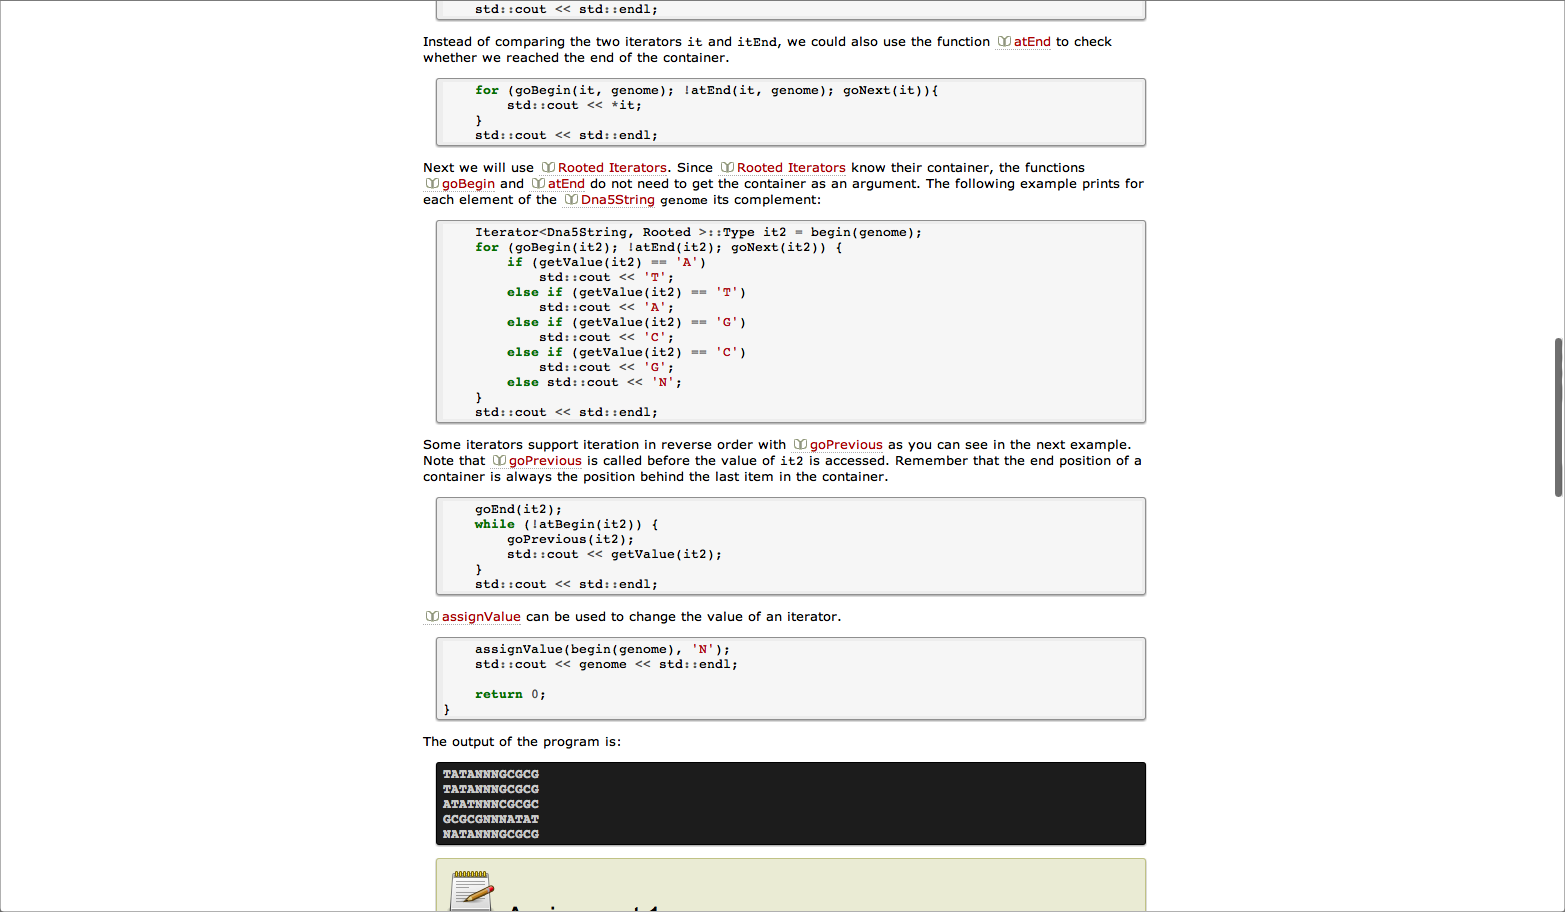 std::cout << std::endl;
Instead of comparing the two iterators it and itEnd, we could also use the function atEnd to check
whether we reached the end of the container.
for (goBegin(it, genome); !atEnd(it, genome); goNext(it)){
std::cout << *it;
}
std::cout << std::endl;
Next we will use Rooted Iterators. Since Rooted Iterators know their container, the functions
goBegin and atEnd do not need to get the container as an argument. The following example prints for
each element of the Dna5String genome its complement:
Iterator<Dna5String, Rooted >::Type it2 = begin(genome);
for (goBegin(it2); !atEnd(it2); goNext(it2)) {
if (getValue(it2) == 'A')
std::cout << 'T';
else if (getValue(it2) == 'T')
std::cout << 'A';
else if (getValue(it2) == 'G')
std::cout << 'C';
else if (getValue(it2) == 'C')
std::cout << 'G';
else std::cout << 'N';
}
std::cout << std::endl;
Some iterators support iteration in reverse order with goPrevious as you can see in the next example.
Note that goPrevious is called before the value of it2 is accessed. Remember that the end position of a
container is always the position behind the last item in the container.
goEnd(it2);
while (!atBegin(it2)) {
goPrevious(it2);
std::cout << getValue(it2);
}
std::cout << std::endl;
assignValue can be used to change the value of an iterator.
assignValue(begin(genome), 'N');
std::cout << genome << std::endl;
return 0;
}
The output of the program is:
TATANNNGCGCG
TATANNNGCGCG
ATATNNNCGCGC
GCGCGNNNATAT
NATANNNGCGCG